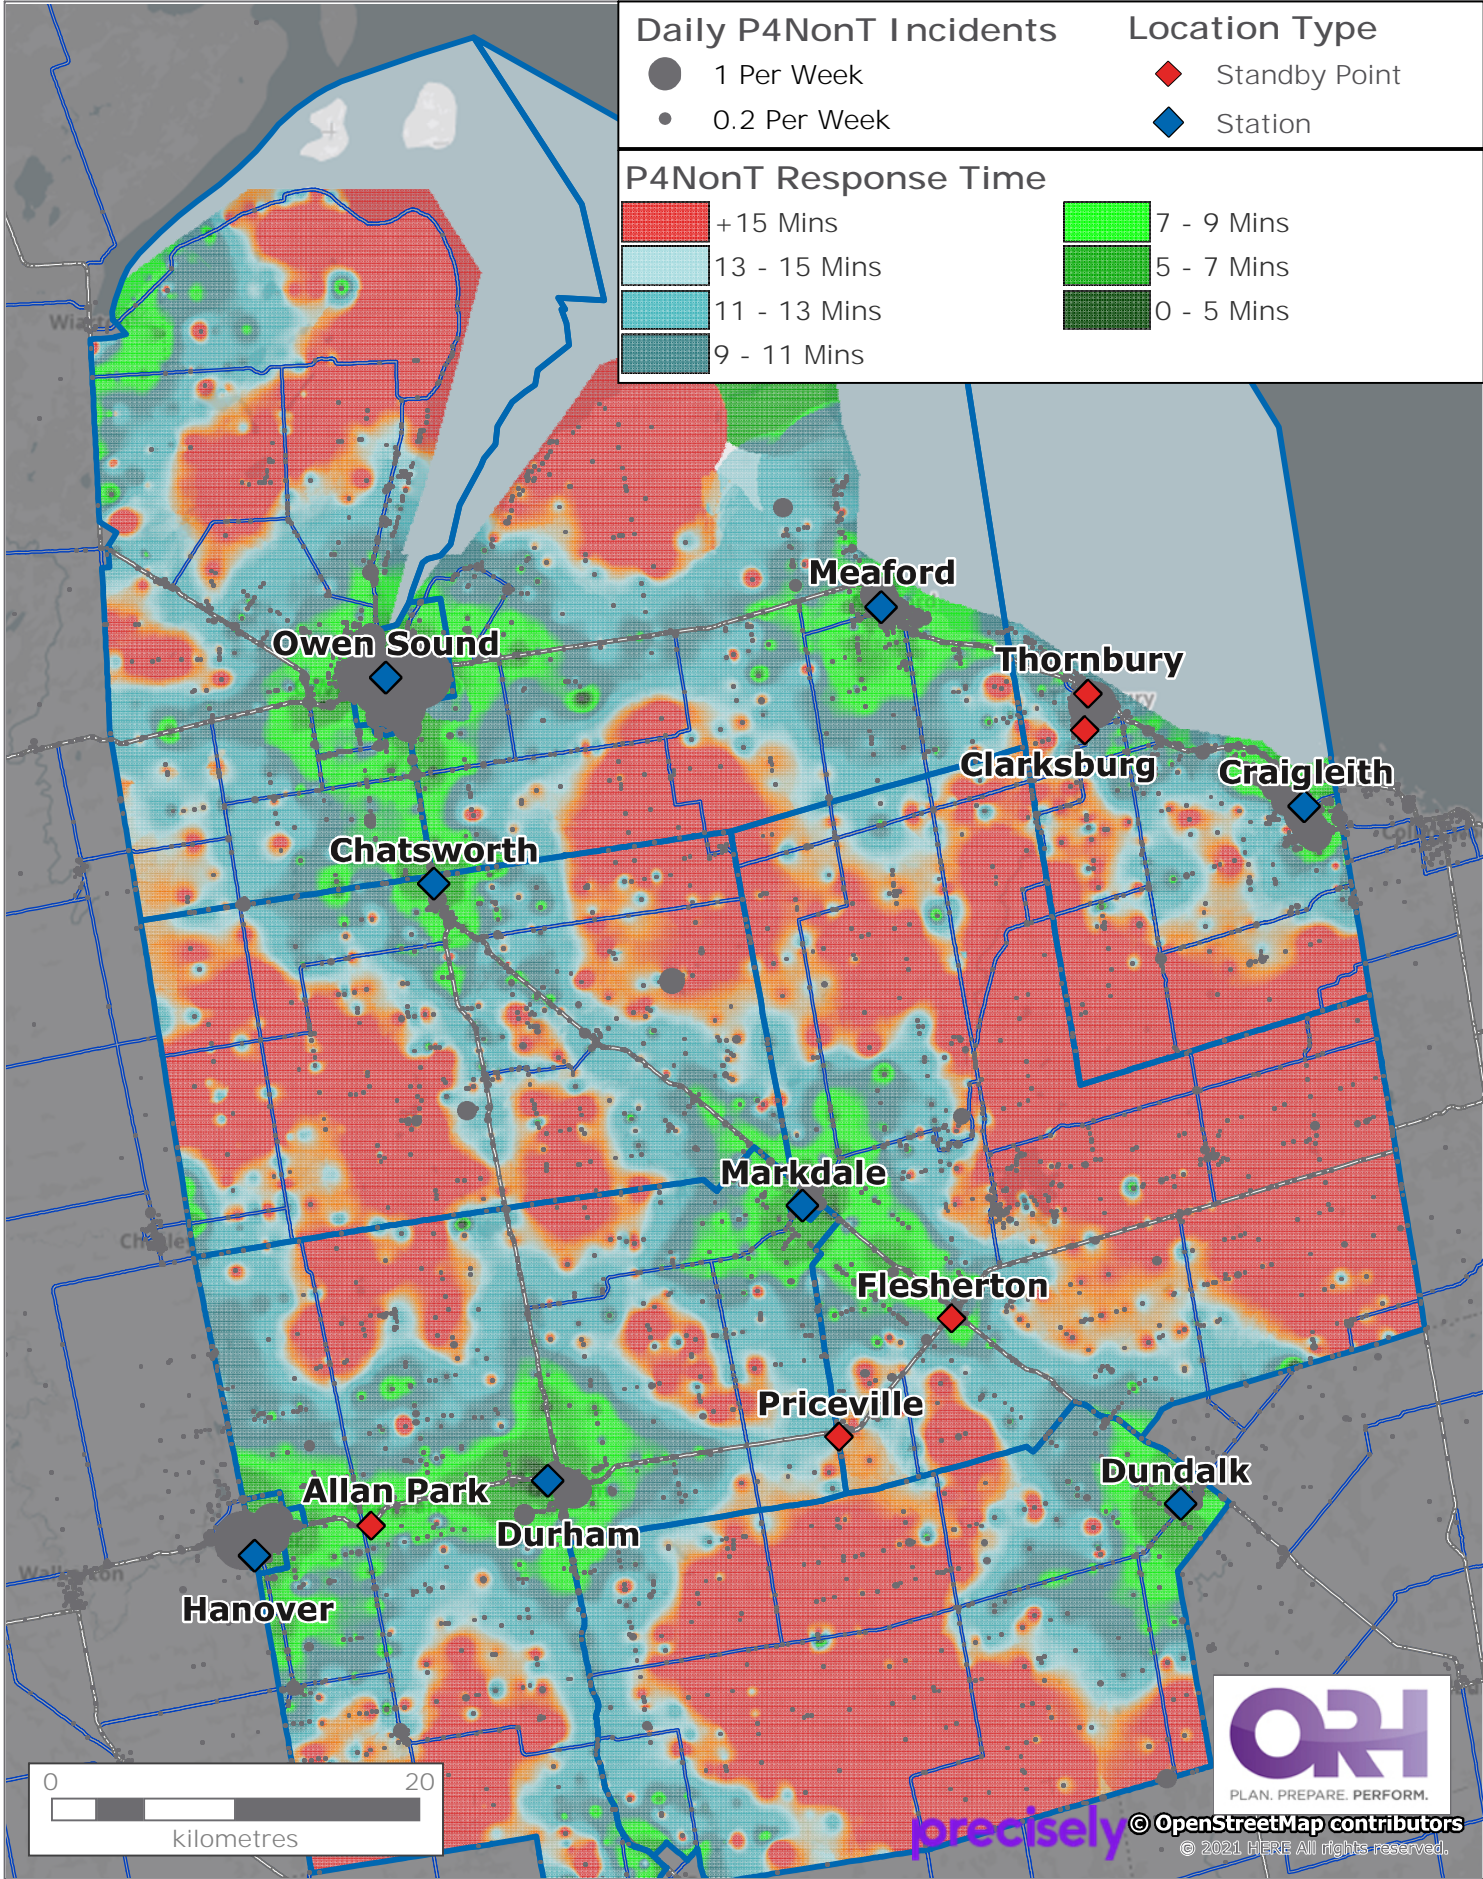 Daily P4NonT Incidents
1 Per Week
0.2 Per Week
Location Type
Standby Point
Station
P4NonT Response Time
+15 Mins
13 - 15 Mins
11 - 13 Mins
9 - 11 Mins
7 - 9 Mins
5 - 7 Mins
0 - 5 Mins
Meaford
Owen Sound
Thornbury
Clarksburg
Craigleith
Chatsworth
Markdale
Flesherton
Priceville
Dundalk
Allan Park
Durham
Hanover
0 20
kilometres
ORH
PLAN. PREPARE. PERFORM.
precisely
© OpenStreetMap contributors
© 2021 HERE All rights reserved.